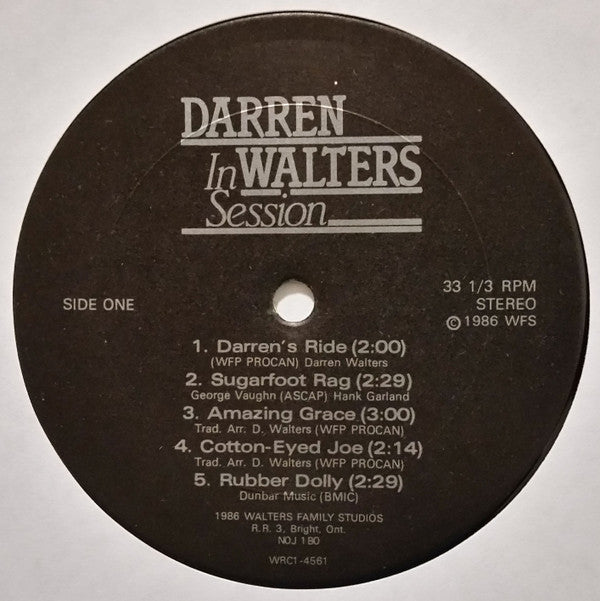 DARREN
In WALTERS
Session
SIDE ONE
33 1/3 RPM
STEREO
©1986 WFS
1. Darren's Ride (2:00)
(WFP PROCAN) Darren Walters
2. Sugarfoot Rag (2:29)
George Vaughn (ASCAP) Hank Garland
3. Amazing Grace (3:00)
Trad. Arr. D. Walters (WFP PROCAN)
4. Cotton-Eyed Joe (2:14)
Trad. Arr. D. Walters (WFP PROCAN)
5. Rubber Dolly (2:29)
Dunbar Music (BMIC)
1986 WALTERS FAMILY STUDIOS
R.R. 3, Bright, Ont.
NOJ 1BO
WRC1-4561